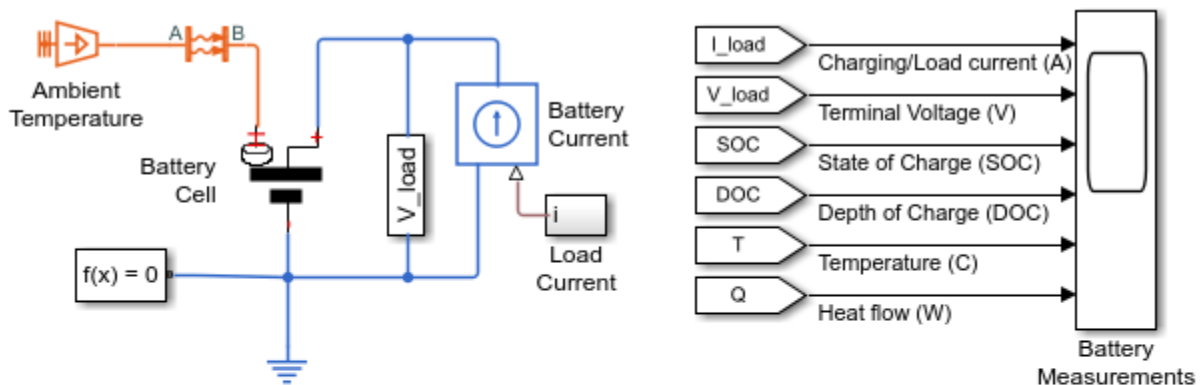 A
B
Ambient
Temperature
Battery
Cell
f(x) = 0
V_load
Battery
Current
i
Load
Current
I_load
Charging/Load current (A)
V_load
Terminal Voltage (V)
SOC
State of Charge (SOC)
DOC
Depth of Charge (DOC)
T
Temperature (C)
Q
Heat flow (W)
Battery
Measurements